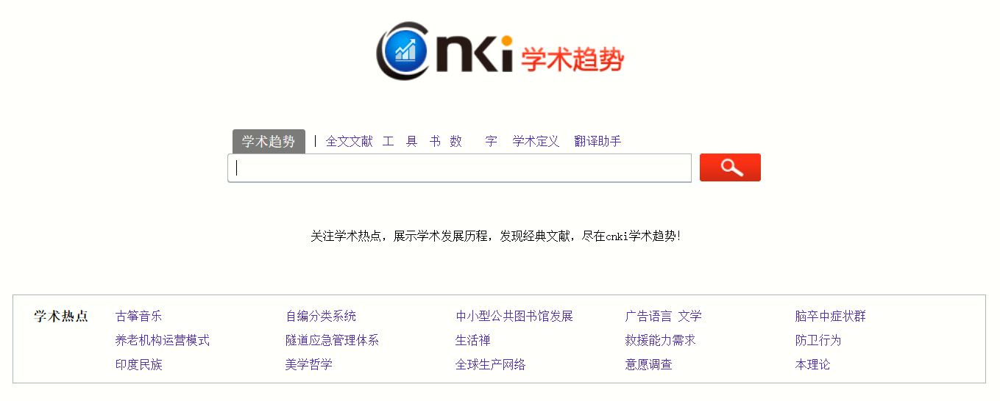 Cnki 学术趋势
学术趋势 | 全文文献 工 具 书 数 字 学术定义 翻译助手
关注学术热点，展示学术发展历程，发现经典文献，尽在cnki学术趋势!
学术热点 古筝音乐 自编分类系统 中小型公共图书馆发展 广告语言 文学 脑卒中症状群
养老机构运营模式 隧道应急管理体系 生活禅 救援能力需求 防卫行为
印度民族 美学哲学 全球生产网络 意愿调查 本理论